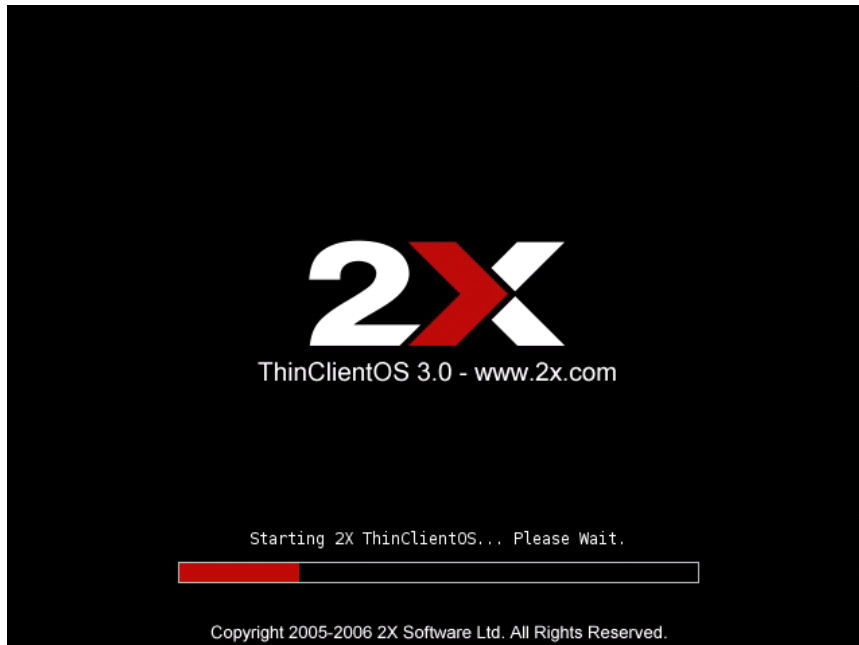 2X
ThinClientOS 3.0 - www.2x.com
Starting 2X ThinClientOS... Please Wait.
Copyright 2005-2006 2X Software Ltd. All Rights Reserved.